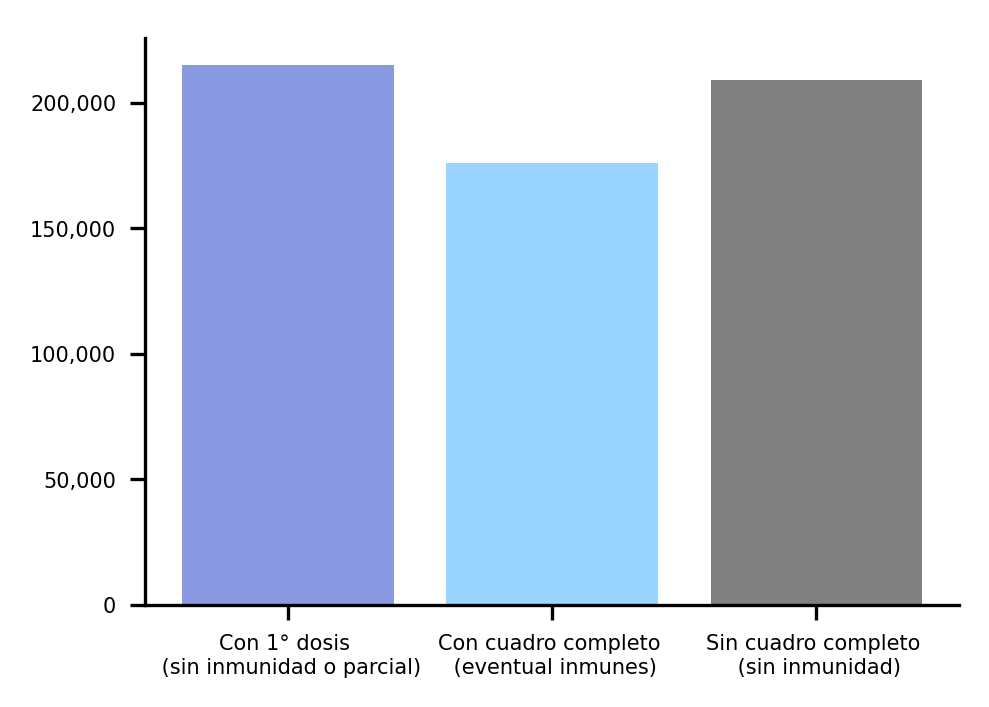 200,000
150,000
100,000
50,000
0
Con 1° dosis
(sin inmunidad o parcial)
Con cuadro completo
(eventual inmunes)
Sin cuadro completo
(sin inmunidad)